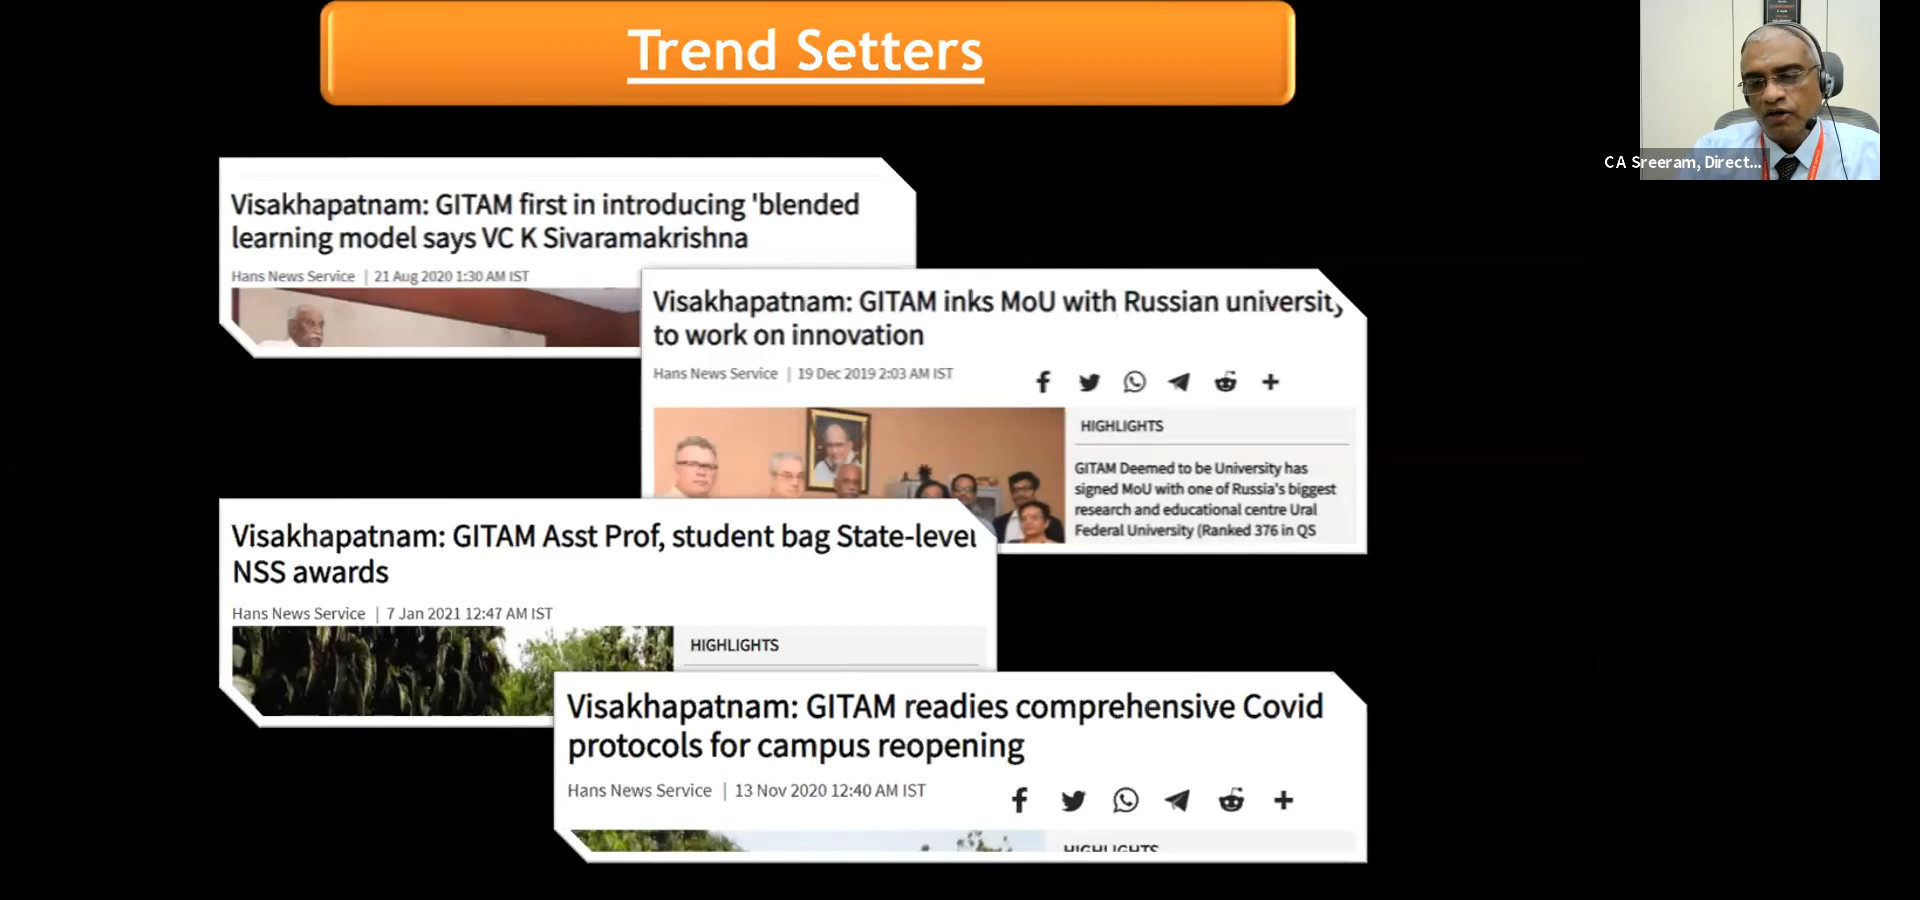 Trend Setters
C A Sreeram, Direct...
Visakhapatnam: GITAM first in introducing 'blended
learning model says VC K Sivaramakrishna
Hans News Service | 21 Aug 2020 1:30 AM IST
Visakhapatnam: GITAM inks MoU with Russian university
to work on innovation
Hans News Service | 19 Dec 2019 2:03 AM IST
HIGHLIGHTS
GITAM Deemed to be University has
signed MoU with one of Russia's biggest
research and educational centre Ural
Federal University (Ranked 376 in QS
Visakhapatnam: GITAM Asst Prof, student bag State-level
NSS awards
Hans News Service | 7 Jan 2021 12:47 AM IST
HIGHLIGHTS
Visakhapatnam: GITAM readies comprehensive Covid
protocols for campus reopening
Hans News Service | 13 Nov 2020 12:40 AM IST
HIGHLIGHTS